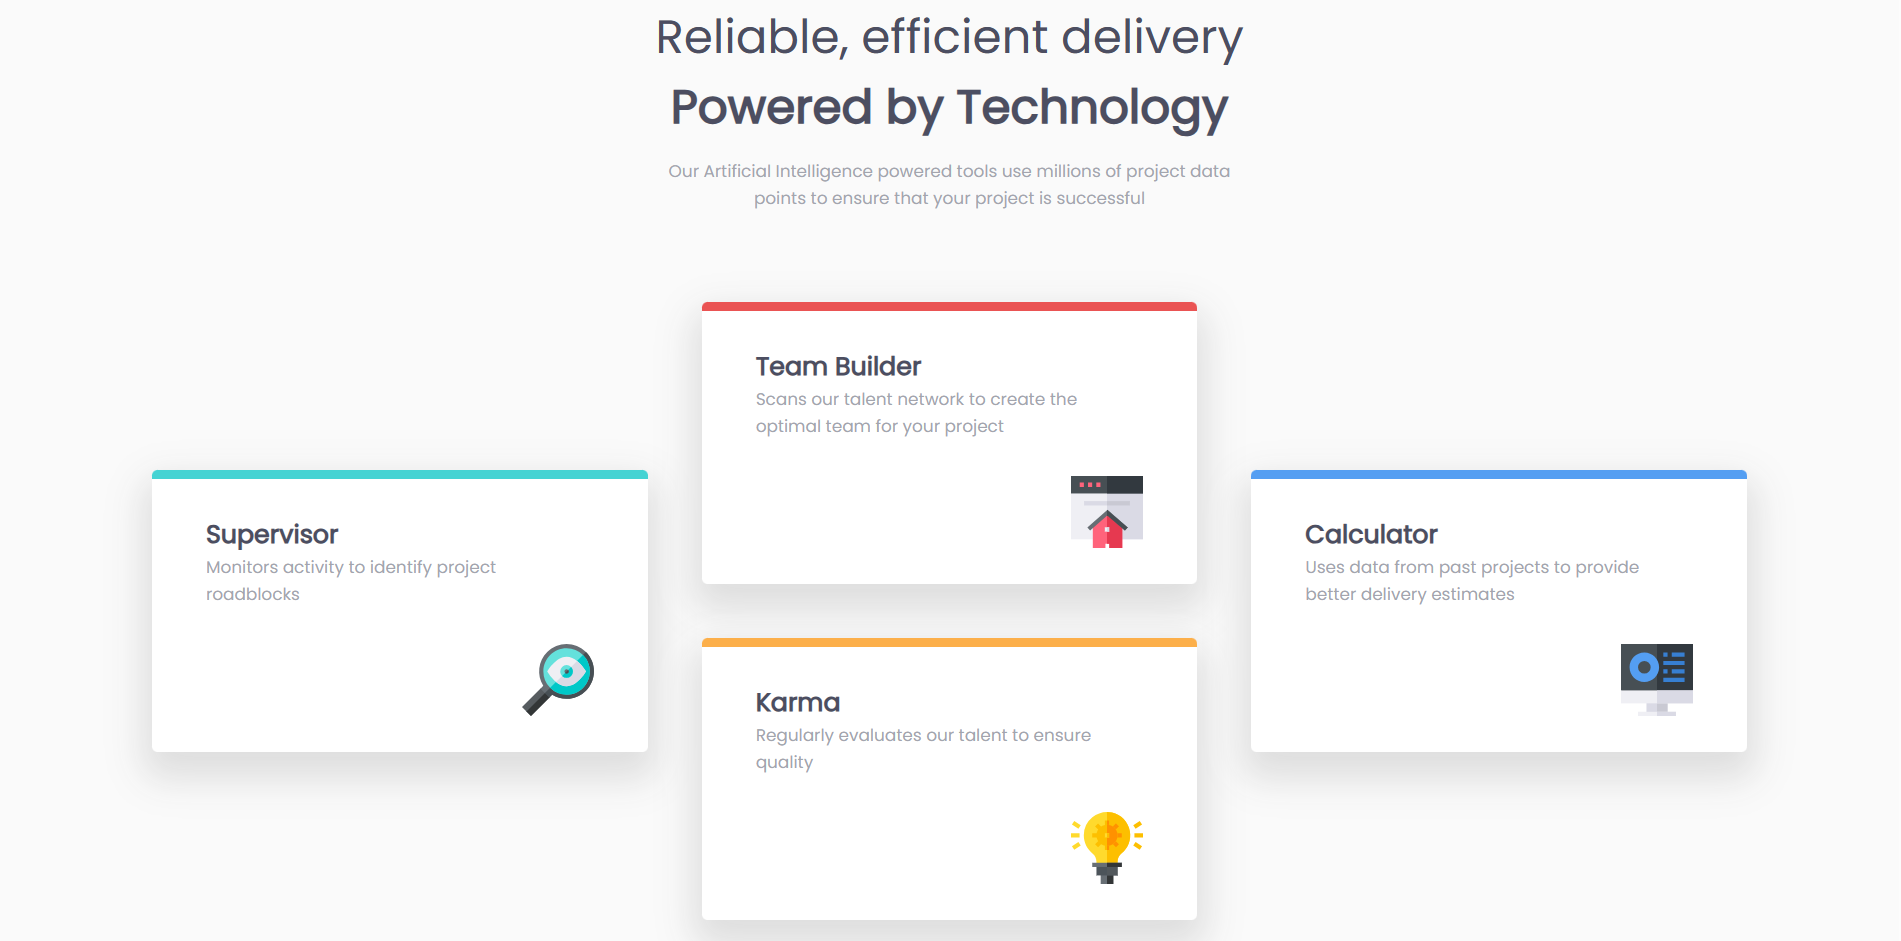 Reliable, efficient delivery
Powered by Technology
Our Artificial Intelligence powered tools use millions of project data
points to ensure that your project is successful
Supervisor
Monitors activity to identify project
roadblocks
Team Builder
Scans our talent network to create the
optimal team for your project
Karma
Regularly evaluates our talent to ensure
quality
Calculator
Uses data from past projects to provide
better delivery estimates